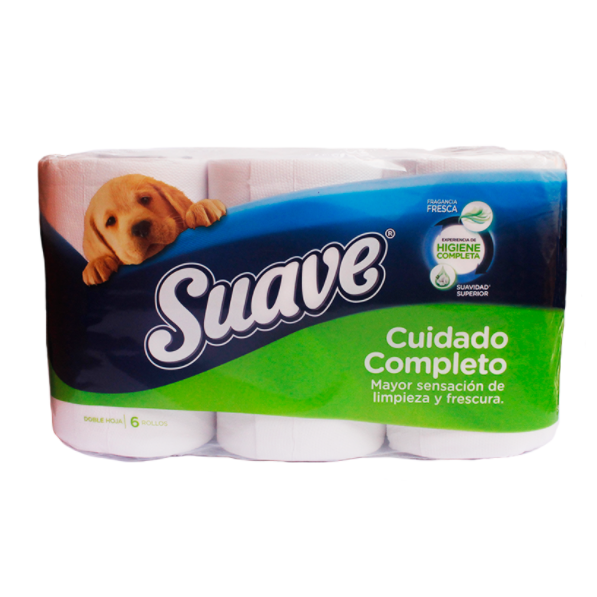 Suave®
FRAGANCIA
FRESCA
EXPERIENCIA DE
HIGIENE
COMPLETA
SUAVIDAD
SUPERIOR
Cuidado
Completo
Mayor sensación de
limpieza y frescura.
DOBLE HOJA | 6 ROLLOS